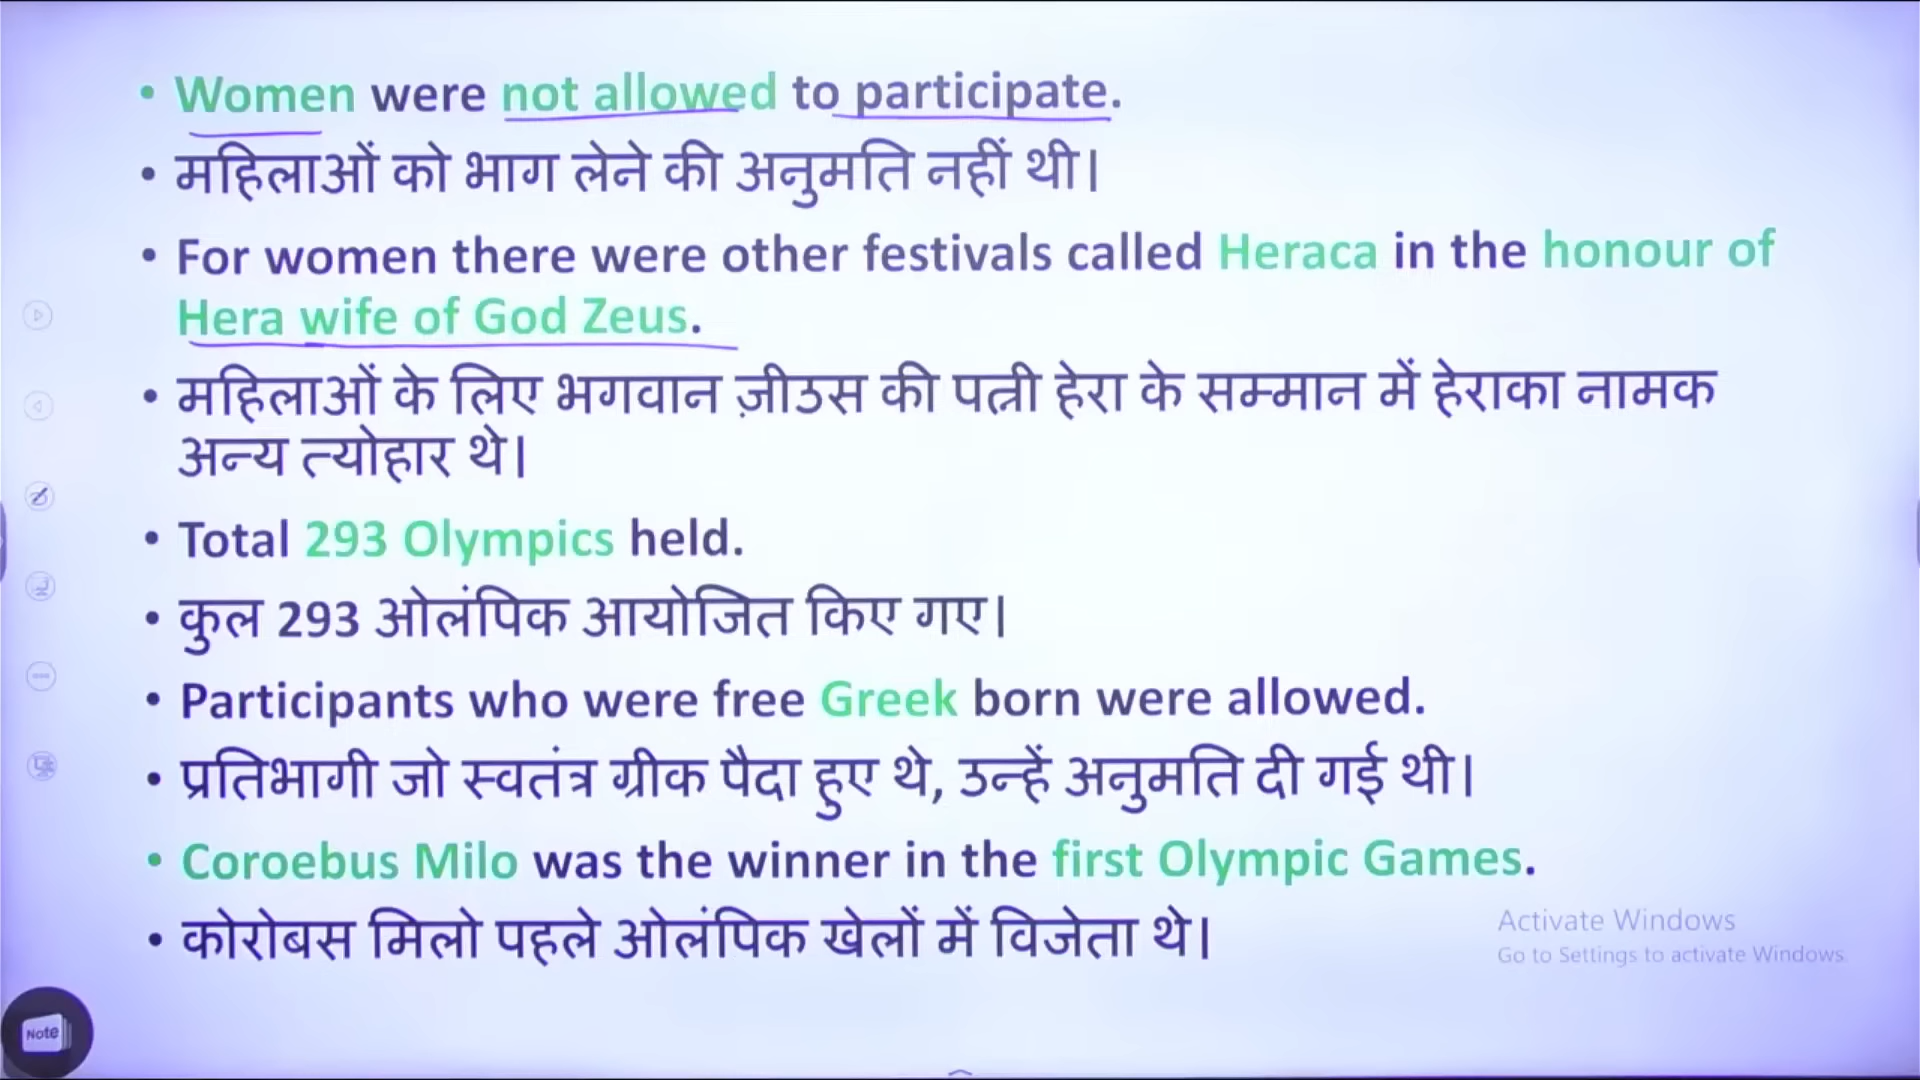 • Women were not allowed to participate.
• महिलाओं को भाग लेने की अनुमति नहीं थी।
• For women there were other festivals called Heraca in the honour of
Hera wife of God Zeus.
• महिलाओं के लिए भगवान ज़ीउस की पत्नी हेरा के सम्मान में हेराका नामक
अन्य त्योहार थे।
• Total 293 Olympics held.
• कुल 293 ओलंपिक आयोजित किए गए।
• Participants who were free Greek born were allowed.
• प्रतिभागी जो स्वतंत्र ग्रीक पैदा हुए थे, उन्हें अनुमति दी गई थी।
• Coroebus Milo was the winner in the first Olympic Games.
• कोरोबस मिलो पहले ओलंपिक खेलों में विजेता थे।
Activate Windows
Go to Settings to activate Windows.
Note